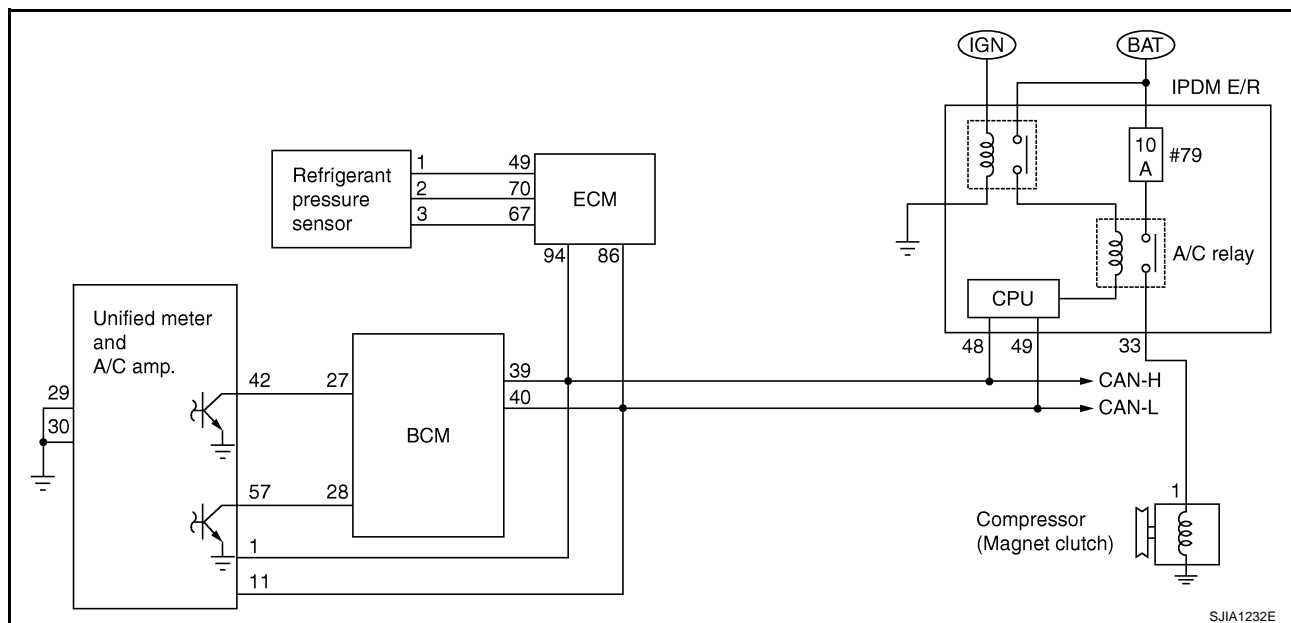 IGN
BAT
IPDM E/R
10
A
#79
A/C relay
CPU
48
49
33
Refrigerant
pressure
sensor
1
2
3
49
70
67
ECM
94
86
Unified meter
and
A/C amp.
29
30
42
27
57
28
1
11
BCM
39
40
CAN-H
CAN-L
1
Compressor
(Magnet clutch)
SJIA1232E